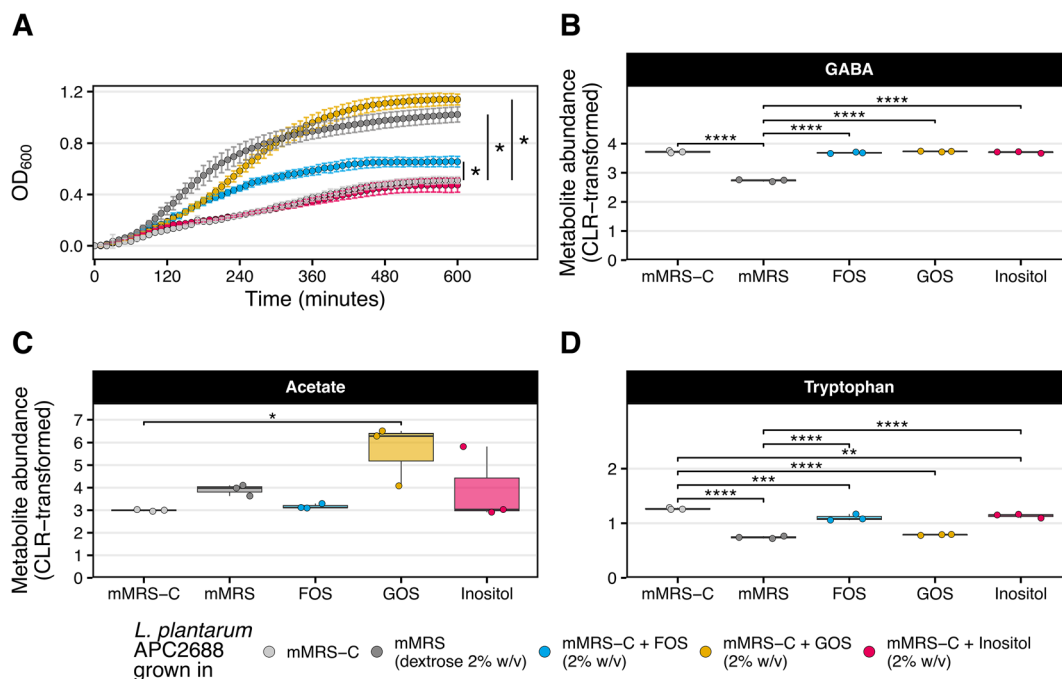 A
1.2
0.8
0.4
0.0
OD600
*
*
*
0
120
240
360
480
600
Time (minutes)
B
GABA
Metabolite abundance
(CLR−transformed)
4
3
2
1
0
****
****
****
****
mMRS−C
mMRS
FOS
GOS
Inositol
C
Acetate
Metabolite abundance
(CLR−transformed)
7
6
5
4
3
2
1
0
*
mMRS−C
mMRS
FOS
GOS
Inositol
D
Tryptophan
Metabolite abundance
(CLR−transformed)
2
1
0
****
****
**
****
***
****
mMRS−C
mMRS
FOS
GOS
Inositol
L. plantarum
APC2688
grown in
mMRS−C
mMRS
(dextrose 2% w/v)
mMRS−C + FOS
(2% w/v)
mMRS−C + GOS
(2% w/v)
mMRS−C + Inositol
(2% w/v)